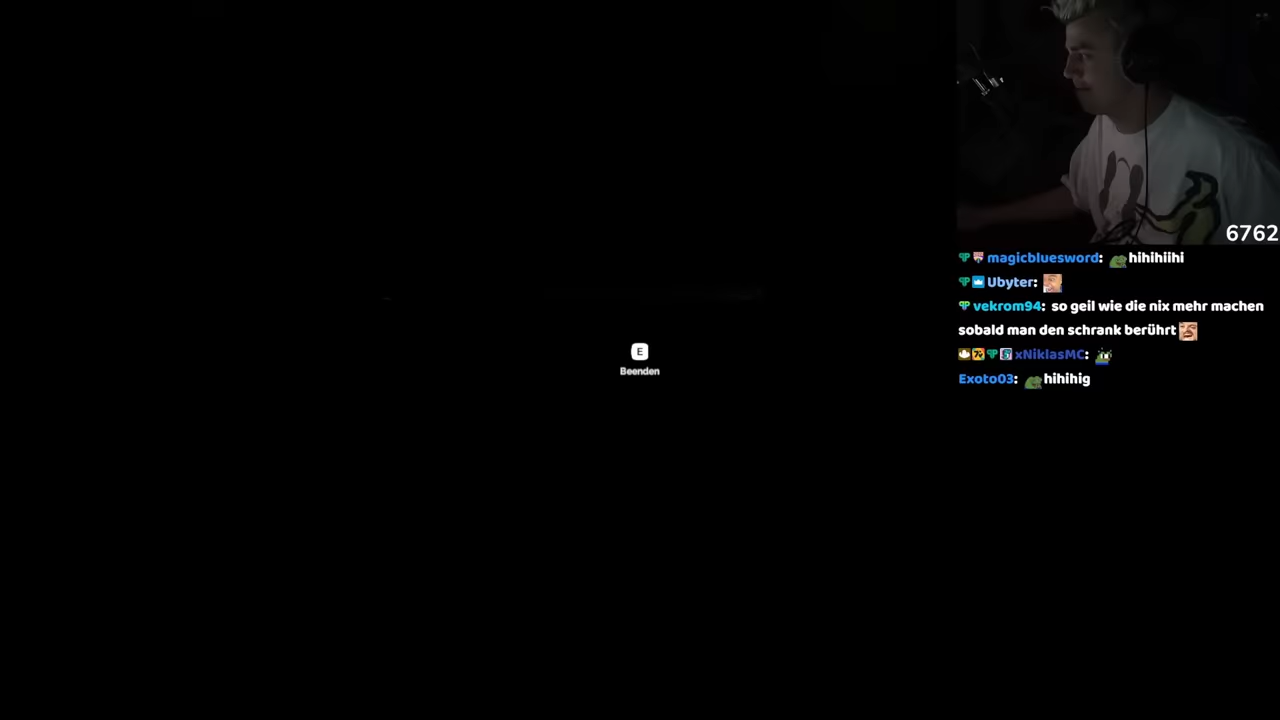 6762
magicbluesword: hihihiihi
Ubyter:
vekrom94: so geil wie die nix mehr machen
sobald man den schrank berührt
xNiklasMC:
Exoto03: hihihig
E
Beenden